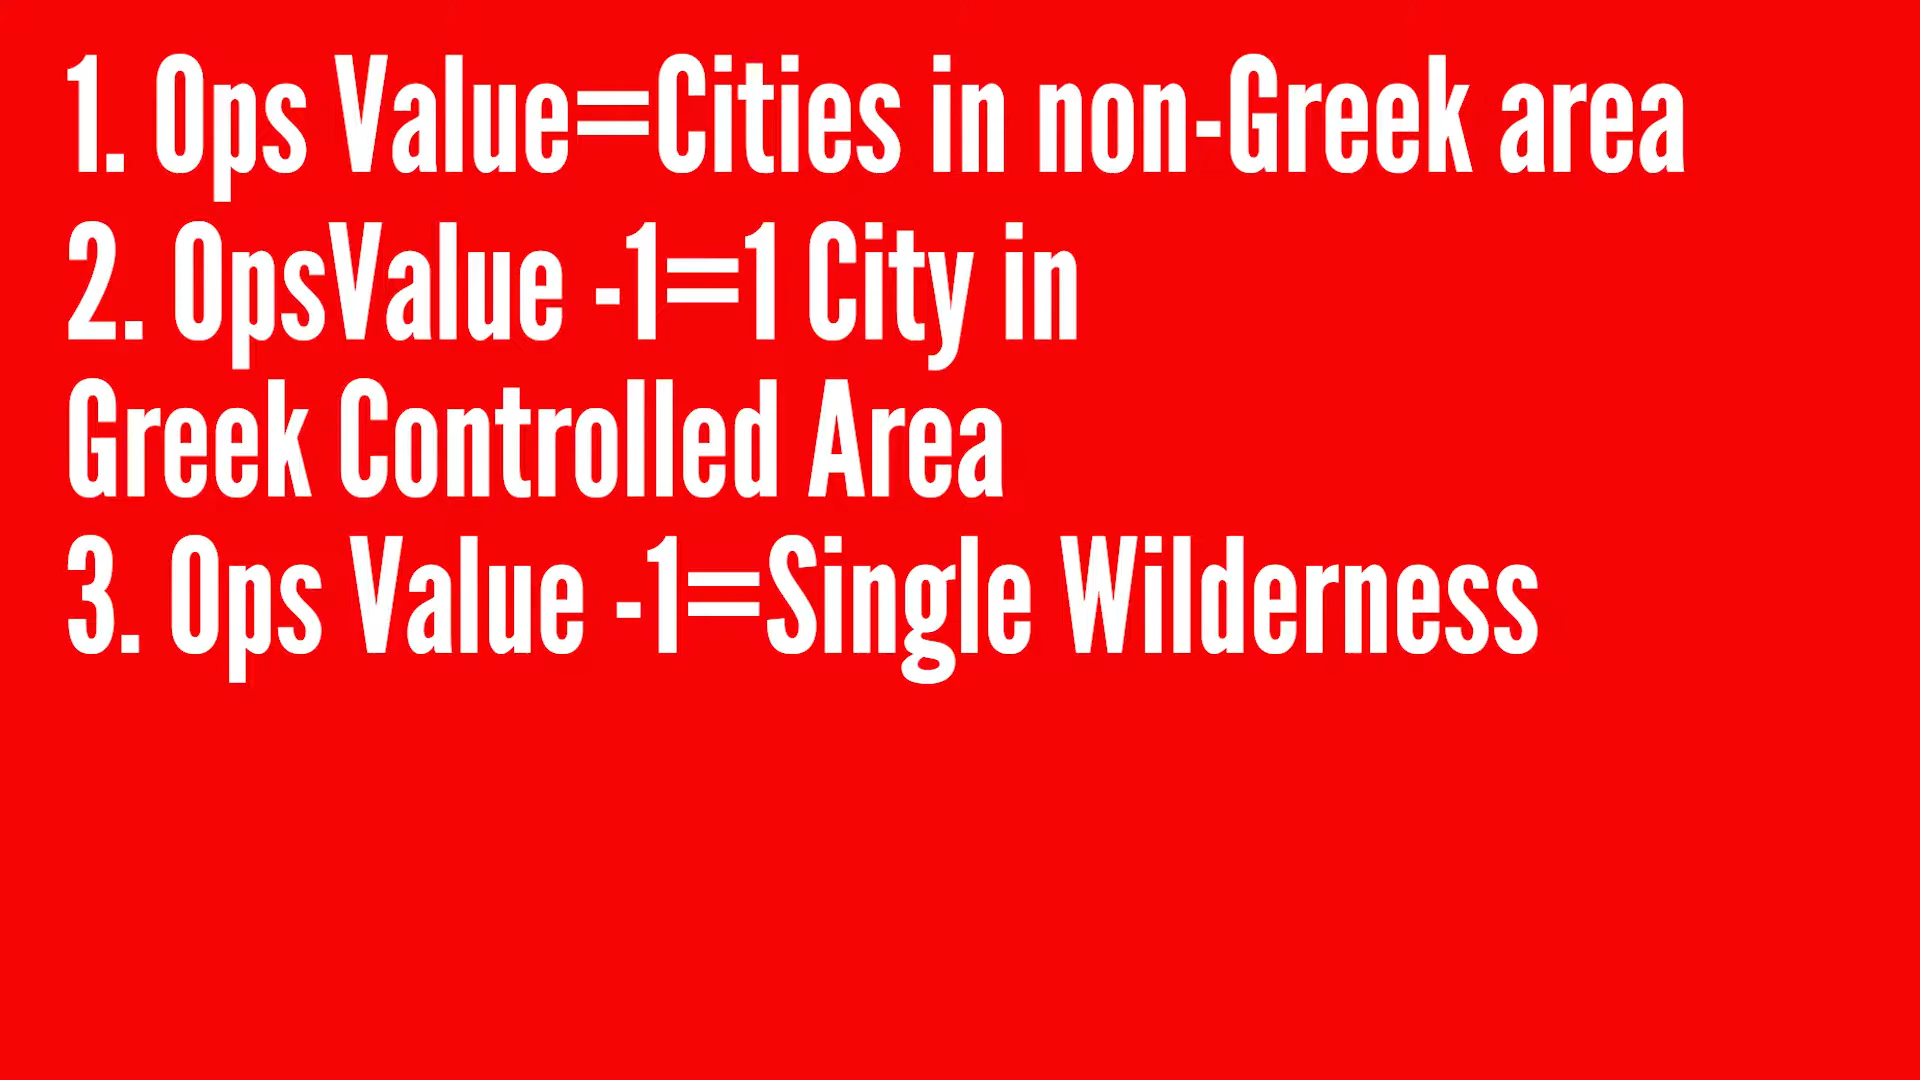 1. Ops Value=Cities in non-Greek area
2. OpsValue -1=1 City in
Greek Controlled Area
3. Ops Value -1=Single Wilderness